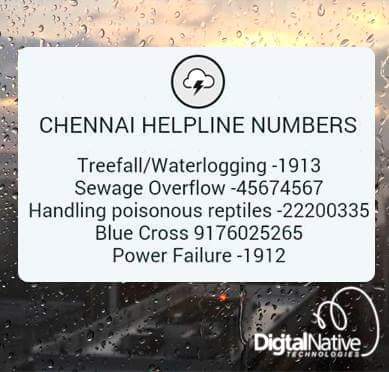 CHENNAI HELPLINE NUMBERS
Treefall/Waterlogging -1913
Sewage Overflow -45674567
Handling poisonous reptiles -22200335
Blue Cross 9176025265
Power Failure -1912
DigitalNative
TECHNOLOGIES